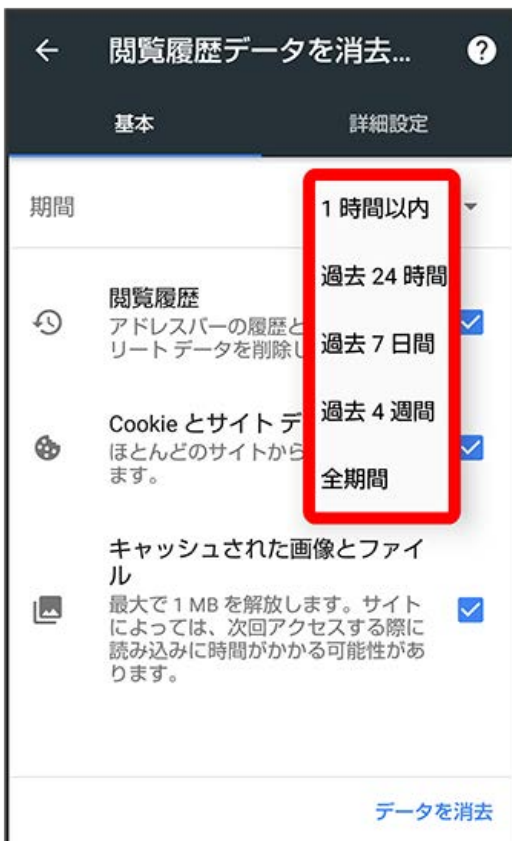 閲覧履歴データを消去...
基本
詳細設定
期間
1 時間以内
過去 24 時間
過去 7 日間
過去 4 週間
全期間
閲覧履歴
アドレスバーの履歴と
リート データを削除し
Cookie とサイト デ
ほとんどのサイトから
ます。
キャッシュされた画像とファイ
ル
最大で 1 MB を解放します。サイト
によっては、次回アクセスする際に
読み込みに時間がかかる可能性があ
ります。
データを消去